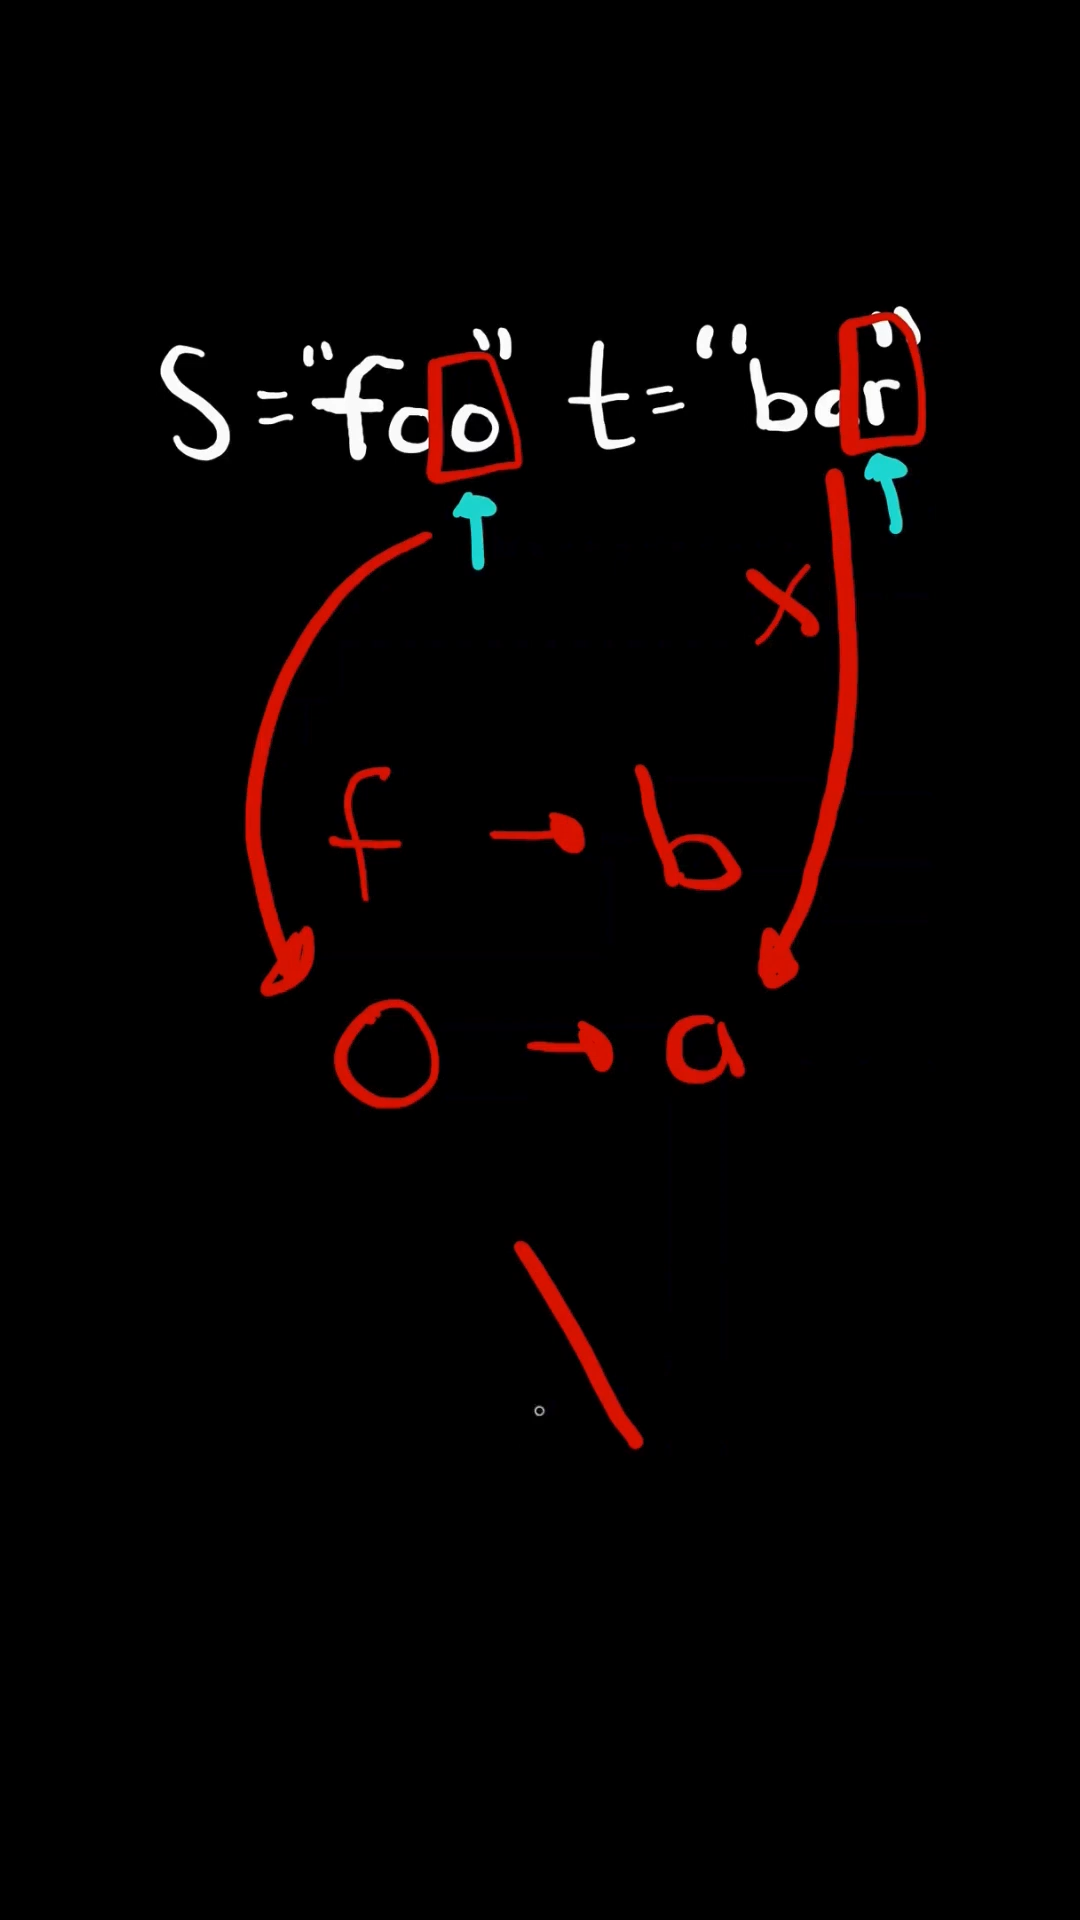 S="foo" t="bar"
x
f → b
o → a